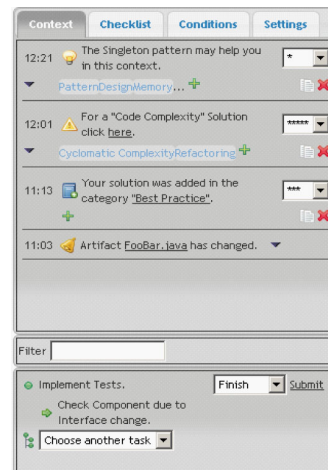 Context Checklist Conditions Settings
12:21 The Singleton pattern may help you *
in this context.
PatternDesignMemory...
12:01 For a "Code Complexity" Solution *****
click here.
Cyclomatic ComplexityRefactoring
11:13 Your solution was added in the ***
category "Best Practice".
11:03 Artifact FooBar.java has changed.
Filter
Implement Tests. Finish Submit
Check Component due to
Interface change.
Choose another task